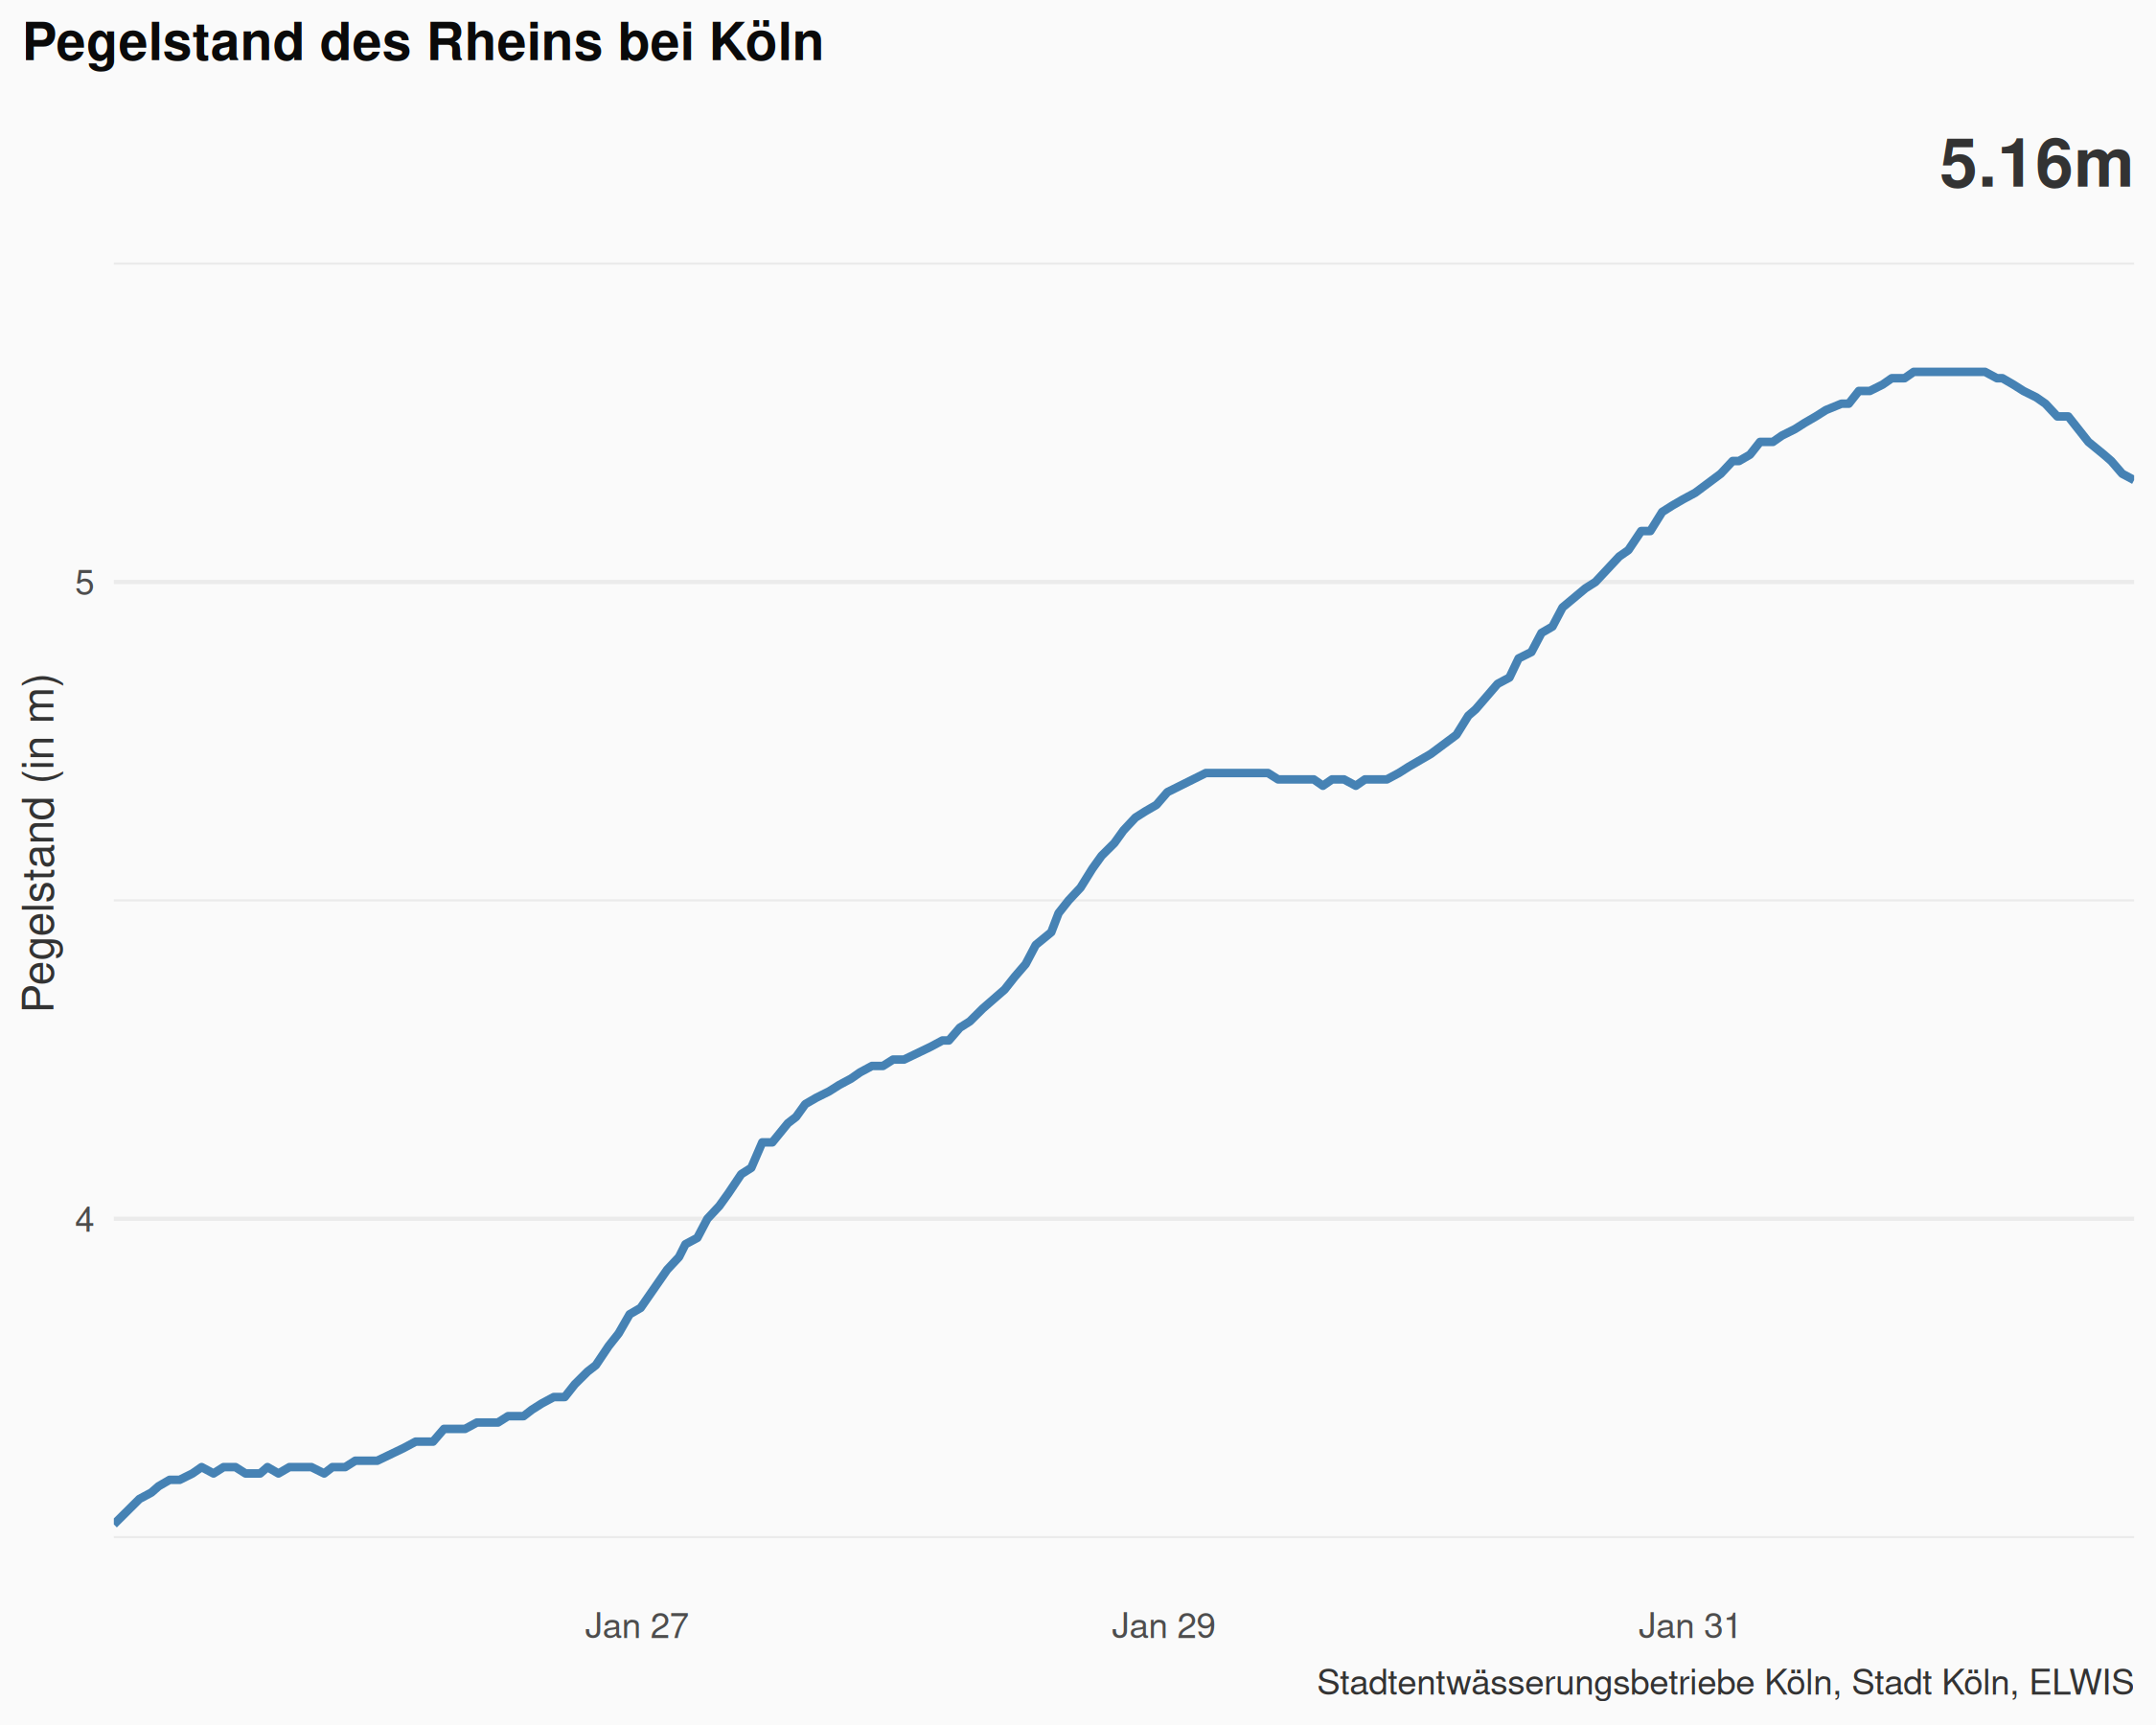 Pegelstand des Rheins bei Köln
5.16m
5
Pegelstand (in m)
4
Jan 27
Jan 29
Jan 31
Stadtentwässerungsbetriebe Köln, Stadt Köln, ELWIS